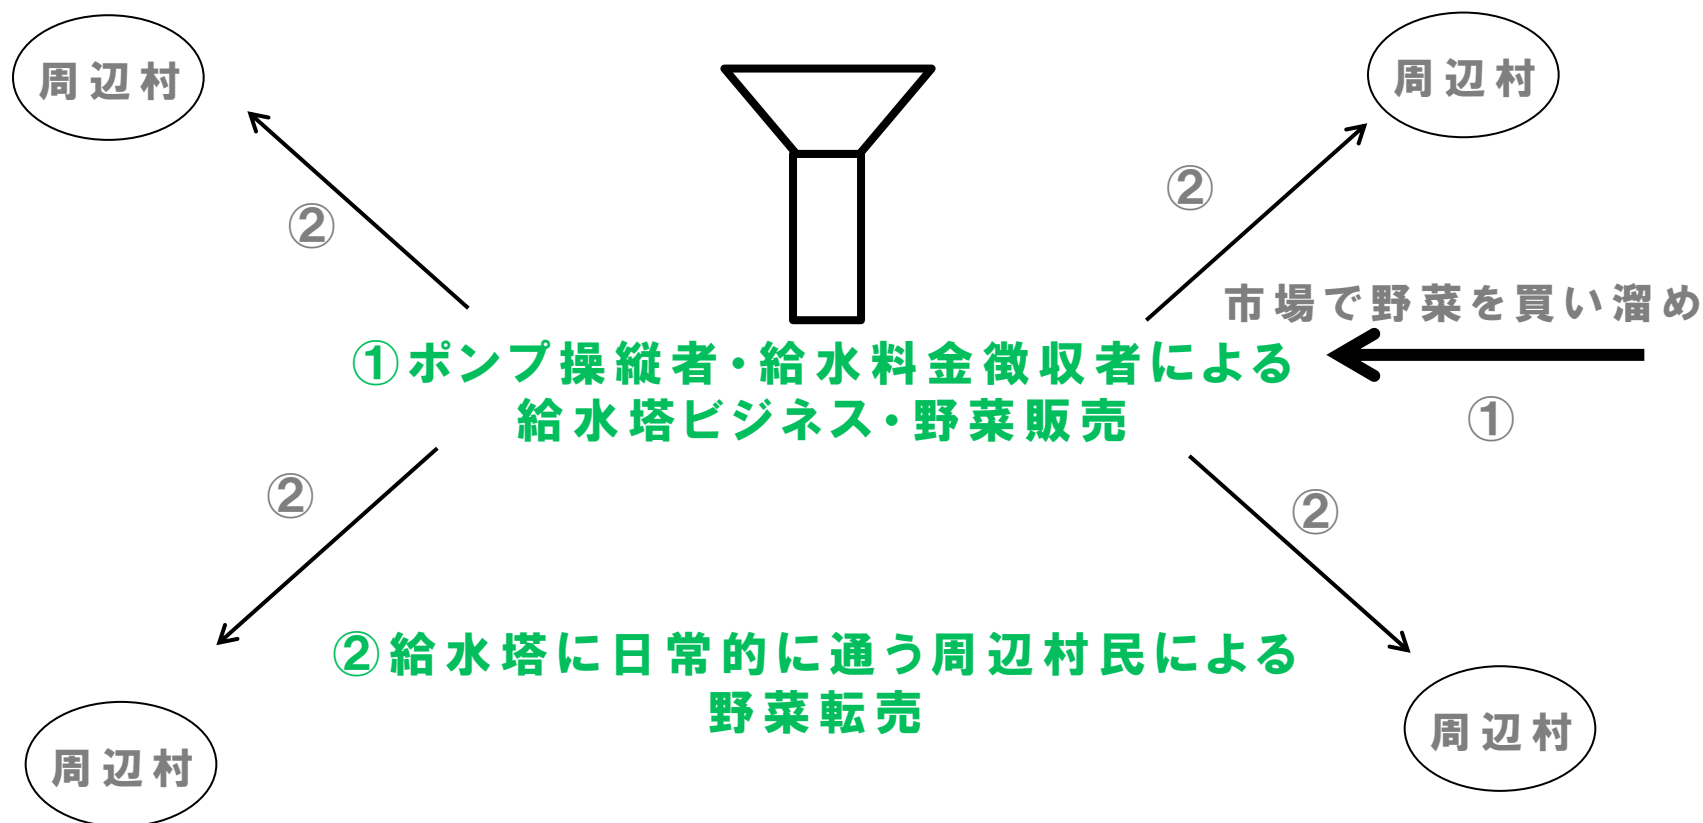 周辺村
周辺村
②
②
市場で野菜を買い溜め
①ポンプ操縦者・給水料金徴収者による
給水塔ビジネス・野菜販売
①
②
②
②給水塔に日常的に通う周辺村民による
野菜転売
周辺村
周辺村